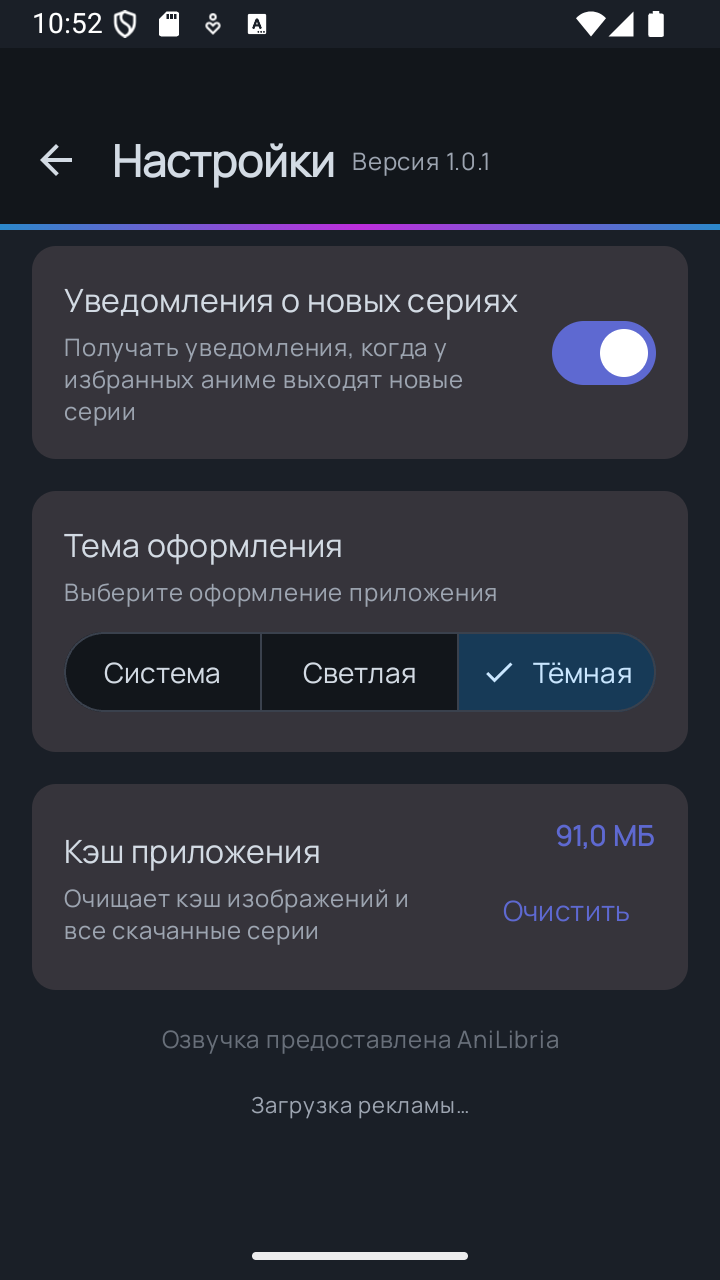 10:52
Настройки Версия 1.0.1
Уведомления о новых сериях
Получать уведомления, когда у
избранных аниме выходят новые
серии
Тема оформления
Выберите оформление приложения
Система Светлая Тёмная
91,0 МБ
Кэш приложения
Очищает кэш изображений и
все скачанные серии
Очистить
Озвучка предоставлена AniLibria
Загрузка рекламы…